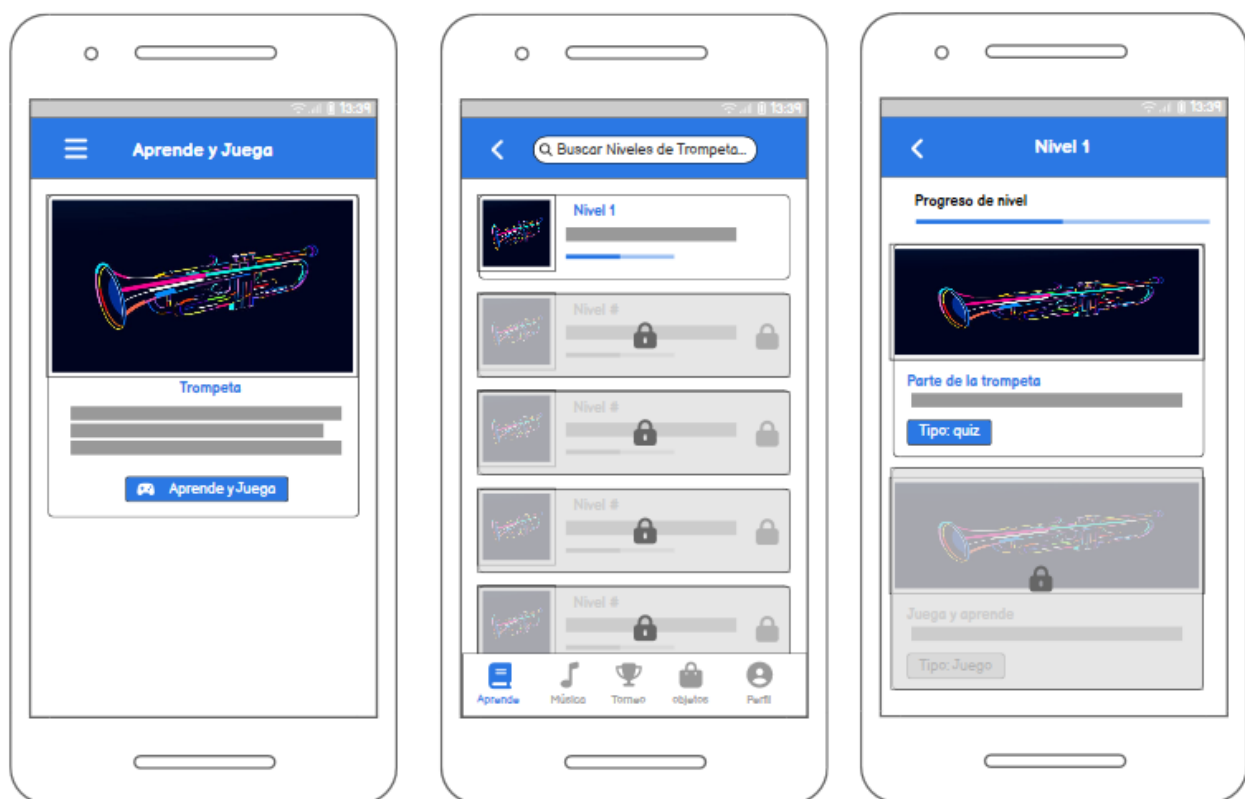 13:39
Aprende y Juega
Trompeta
Aprende y Juega
13:39
Buscar Niveles de Trompeta...
Nivel 1
Nivel #
Nivel #
Nivel #
Nivel #
Aprende
Música
Torneo
objetos
Perfil
13:39
Nivel 1
Progreso de nivel
Parte de la trompeta
Tipo: quiz
Juega y aprende
Tipo: Juego